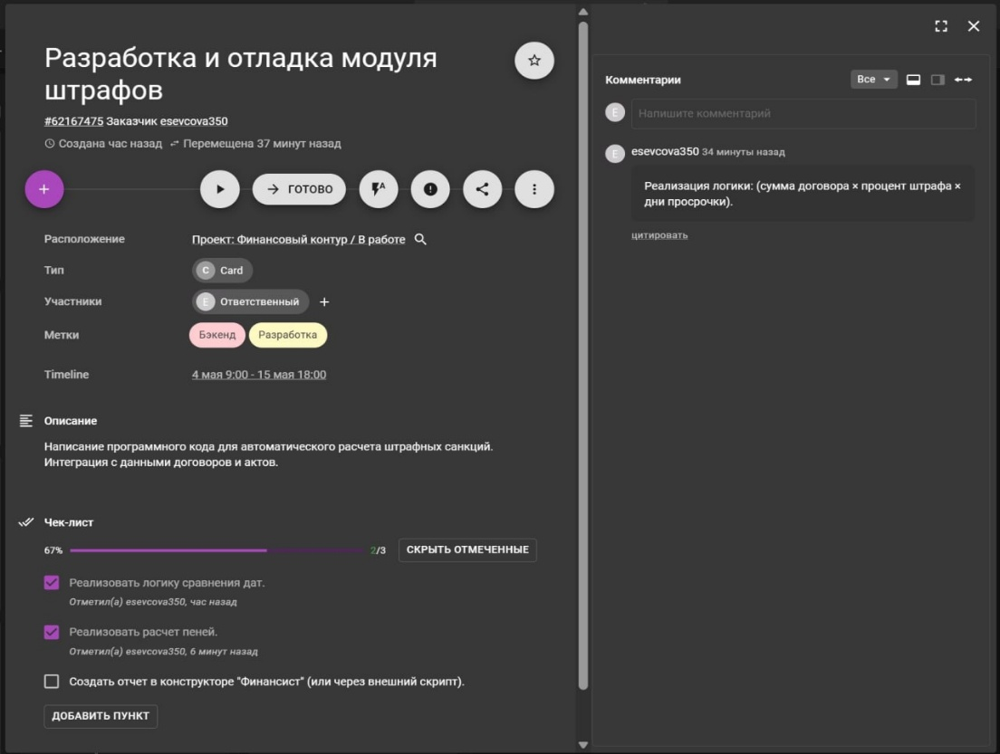 Разработка и отладка модуля
штрафов
#62167475 Заказчик esevcova350
Создана час назад Перемещена 37 минут назад
ГОТОВО
Расположение Проект: Финансовый контур / В работе
Тип C Card
Участники E Ответственный
Метки Бэкенд Разработка
Timeline 4 мая 9:00 - 15 мая 18:00
Описание
Написание программного кода для автоматического расчета штрафных санкций.
Интеграция с данными договоров и актов.
Чек-лист
67% 2/3 СКРЫТЬ ОТМЕЧЕННЫЕ
Реализовать логику сравнения дат.
Отметил(а) esevcova350, час назад
Реализовать расчет пеней.
Отметил(а) esevcova350, 6 минут назад
Создать отчет в конструкторе "Финансист" (или через внешний скрипт).
ДОБАВИТЬ ПУНКТ
Комментарии Все
E Напишите комментарий
E esevcova350 34 минуты назад
Реализация логики: (сумма договора × процент штрафа ×
дни просрочки).
цитировать